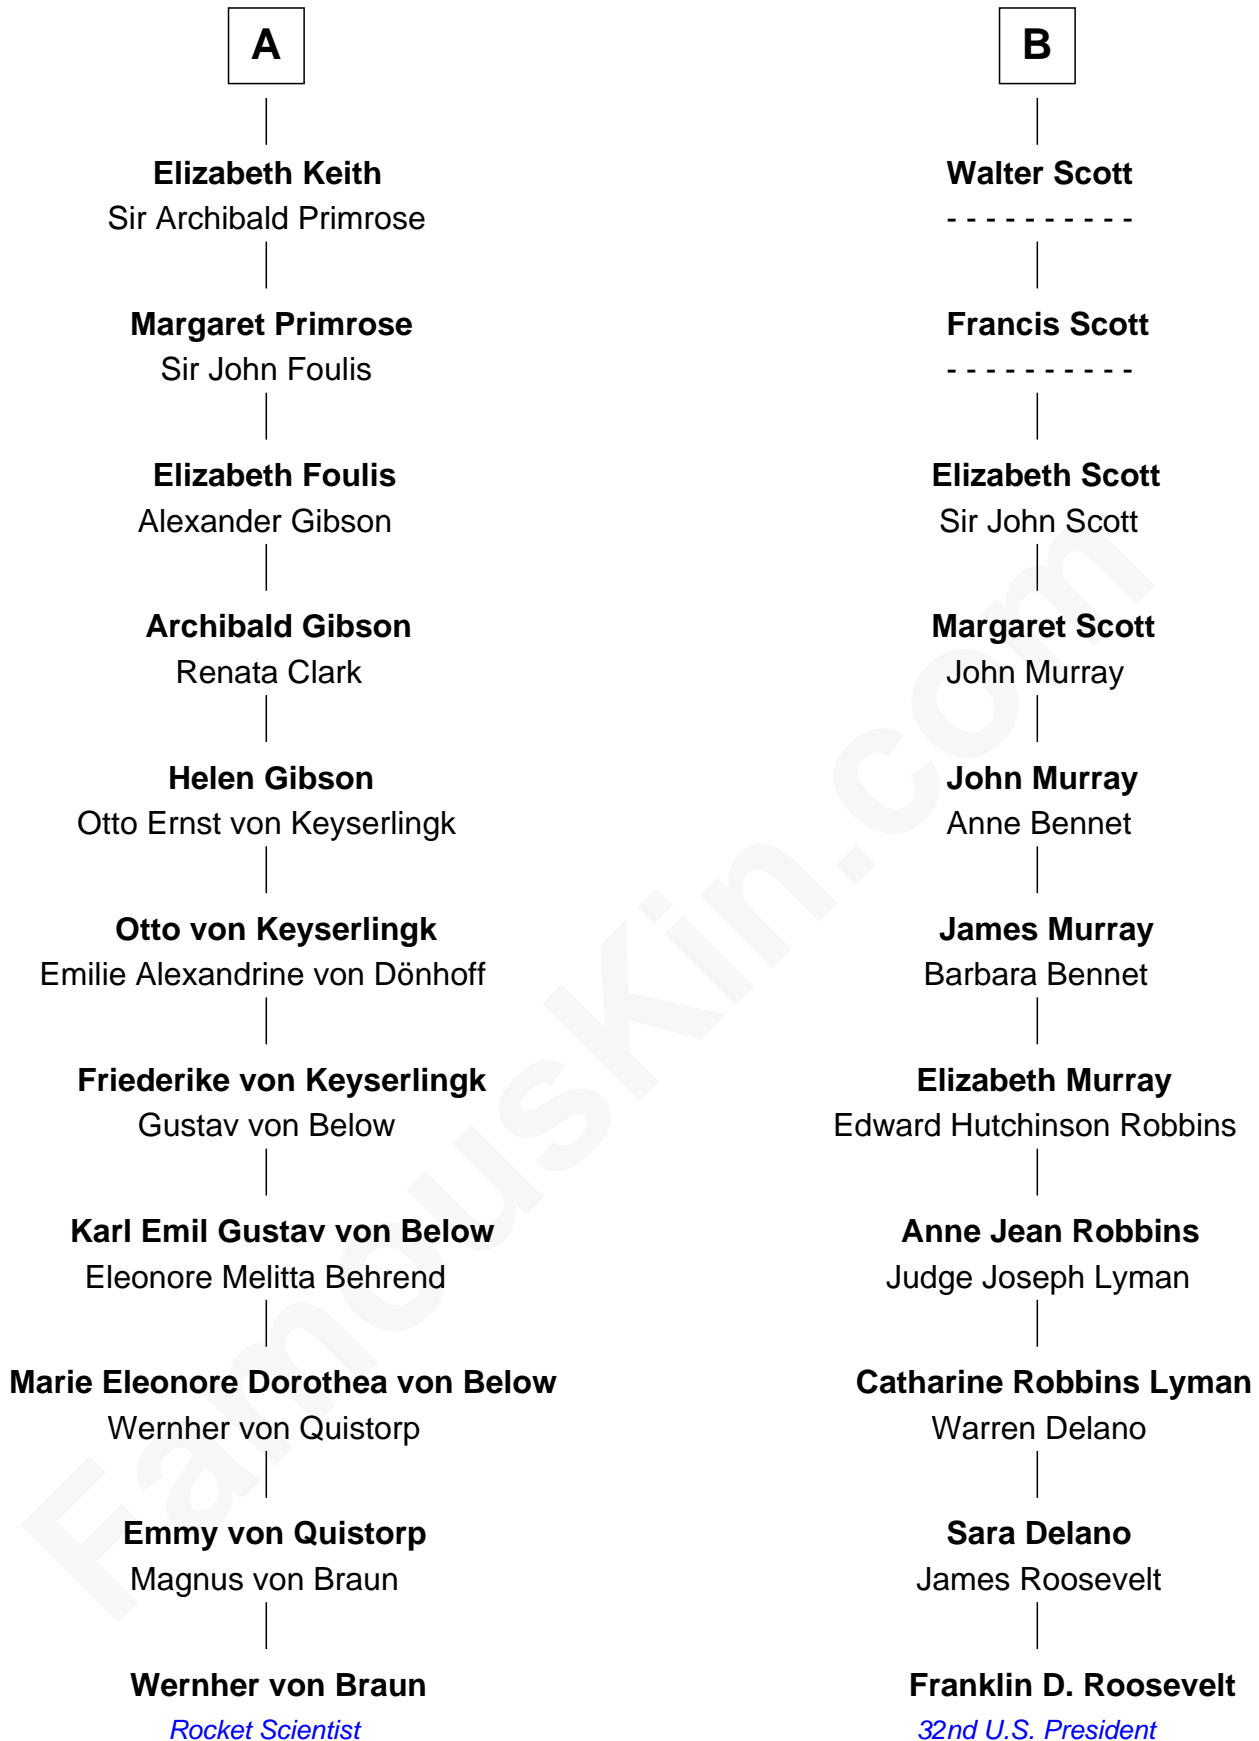 A
Elizabeth Keith
Sir Archibald Primrose
Margaret Primrose
Sir John Foulis
Elizabeth Foulis
Alexander Gibson
Archibald Gibson
Renata Clark
Helen Gibson
Otto Ernst von Keyserlingk
Otto von Keyserlingk
Emilie Alexandrine von Dönhoff
Friederike von Keyserlingk
Gustav von Below
Karl Emil Gustav von Below
Eleonore Melitta Behrend
Marie Eleonore Dorothea von Below
Wernher von Quistorp
Emmy von Quistorp
Magnus von Braun
Wernher von Braun
Rocket Scientist
B
Walter Scott
- - - - - - - - - -
Francis Scott
- - - - - - - - - -
Elizabeth Scott
Sir John Scott
Margaret Scott
John Murray
John Murray
Anne Bennet
James Murray
Barbara Bennet
Elizabeth Murray
Edward Hutchinson Robbins
Anne Jean Robbins
Judge Joseph Lyman
Catharine Robbins Lyman
Warren Delano
Sara Delano
James Roosevelt
Franklin D. Roosevelt
32nd U.S. President
FamousKin.com